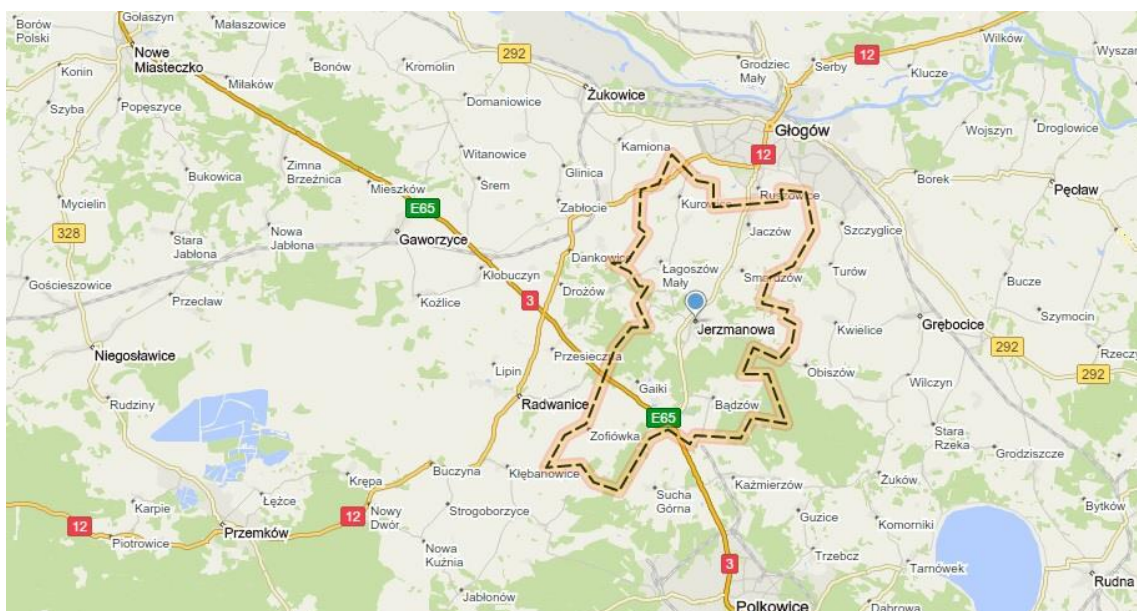 Borów
Polski
Gołaszyn
Małaszowice
Nowe
Miasteczko
Konin
Bonów
Kromolin
292
Grodziec
Mały
Serby
12
Wilków
Klucze
Wyszan
Miłaków
Szyba
Popęszyce
Domaniowice
Żukowice
Głogów
Wojszyn
Droglowice
Kamiona
12
Zimna
Brzeźnica
Witanowice
Bukowica
Mieszków
Srem
Glinica
Borek
Pęcław
Mycielin
E65
Zabłocie
Kurowice
Ruszowice
328
Stara
Jabłona
Nowa
Jabłona
Gaworzyce
Jaczów
Szczyglice
Dankowice
Gościeszowice
Kłobuczyn
Łagoszów
Mały
Smardzów
Turów
Bucze
Przecław
Koźlice
3
Drożów
Szymocin
Jerzmanowa
Kwielice
Grębocice
Niegosławice
Przesieczna
292
Rzeczy
Rudziny
Lipin
Gaiki
Obiszów
Wilczyn
292
Radwanice
E65
Bądzów
Zofiówka
Stara
Rzeka
Grodziszcze
Krępa
Buczyna
Kłębanowice
Kaźmierzów
Żuków
Łężce
Karpie
12
Nowy
Dwór
Strogoborzyce
Sucha
Górna
Bytków
12
Przemków
Piotrowice
Guzice
Komorniki
Nowa
Kuźnia
Trzebcz
3
Tarnówek
Rudna
Jabłonów
Polkowice
Dąbrowa